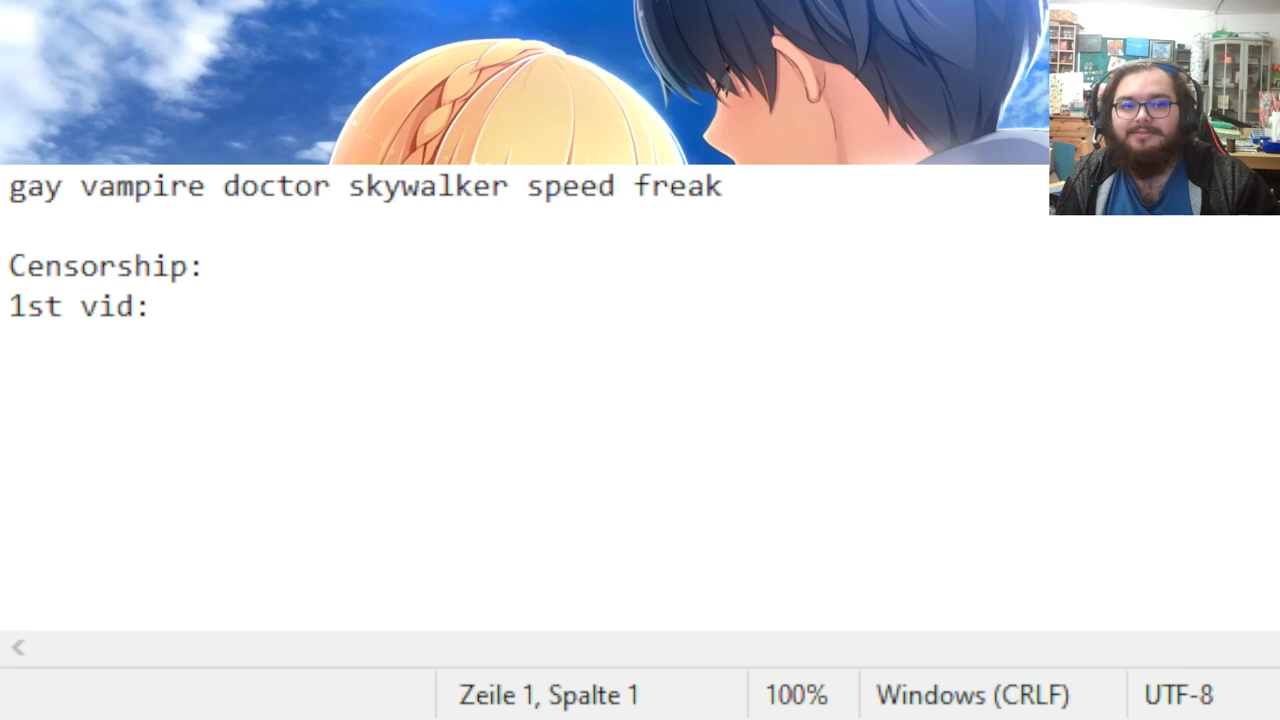 gay vampire doctor skywalker speed freak
Censorship:
1st vid:
Zeile 1, Spalte 1
100%
Windows (CRLF)
UTF-8